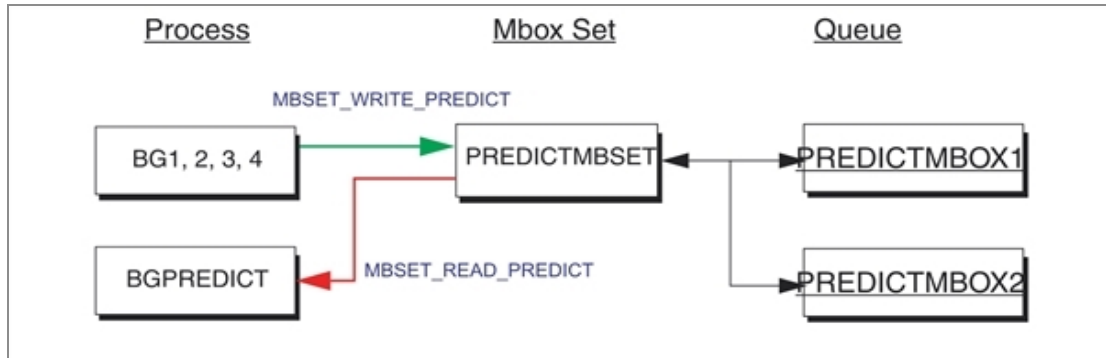 Process
Mbox Set
Queue
MBSET_WRITE_PREDICT
BG1, 2, 3, 4
PREDICTMBSET
PREDICTMBOX1
BGPREDICT
MBSET_READ_PREDICT
PREDICTMBOX2